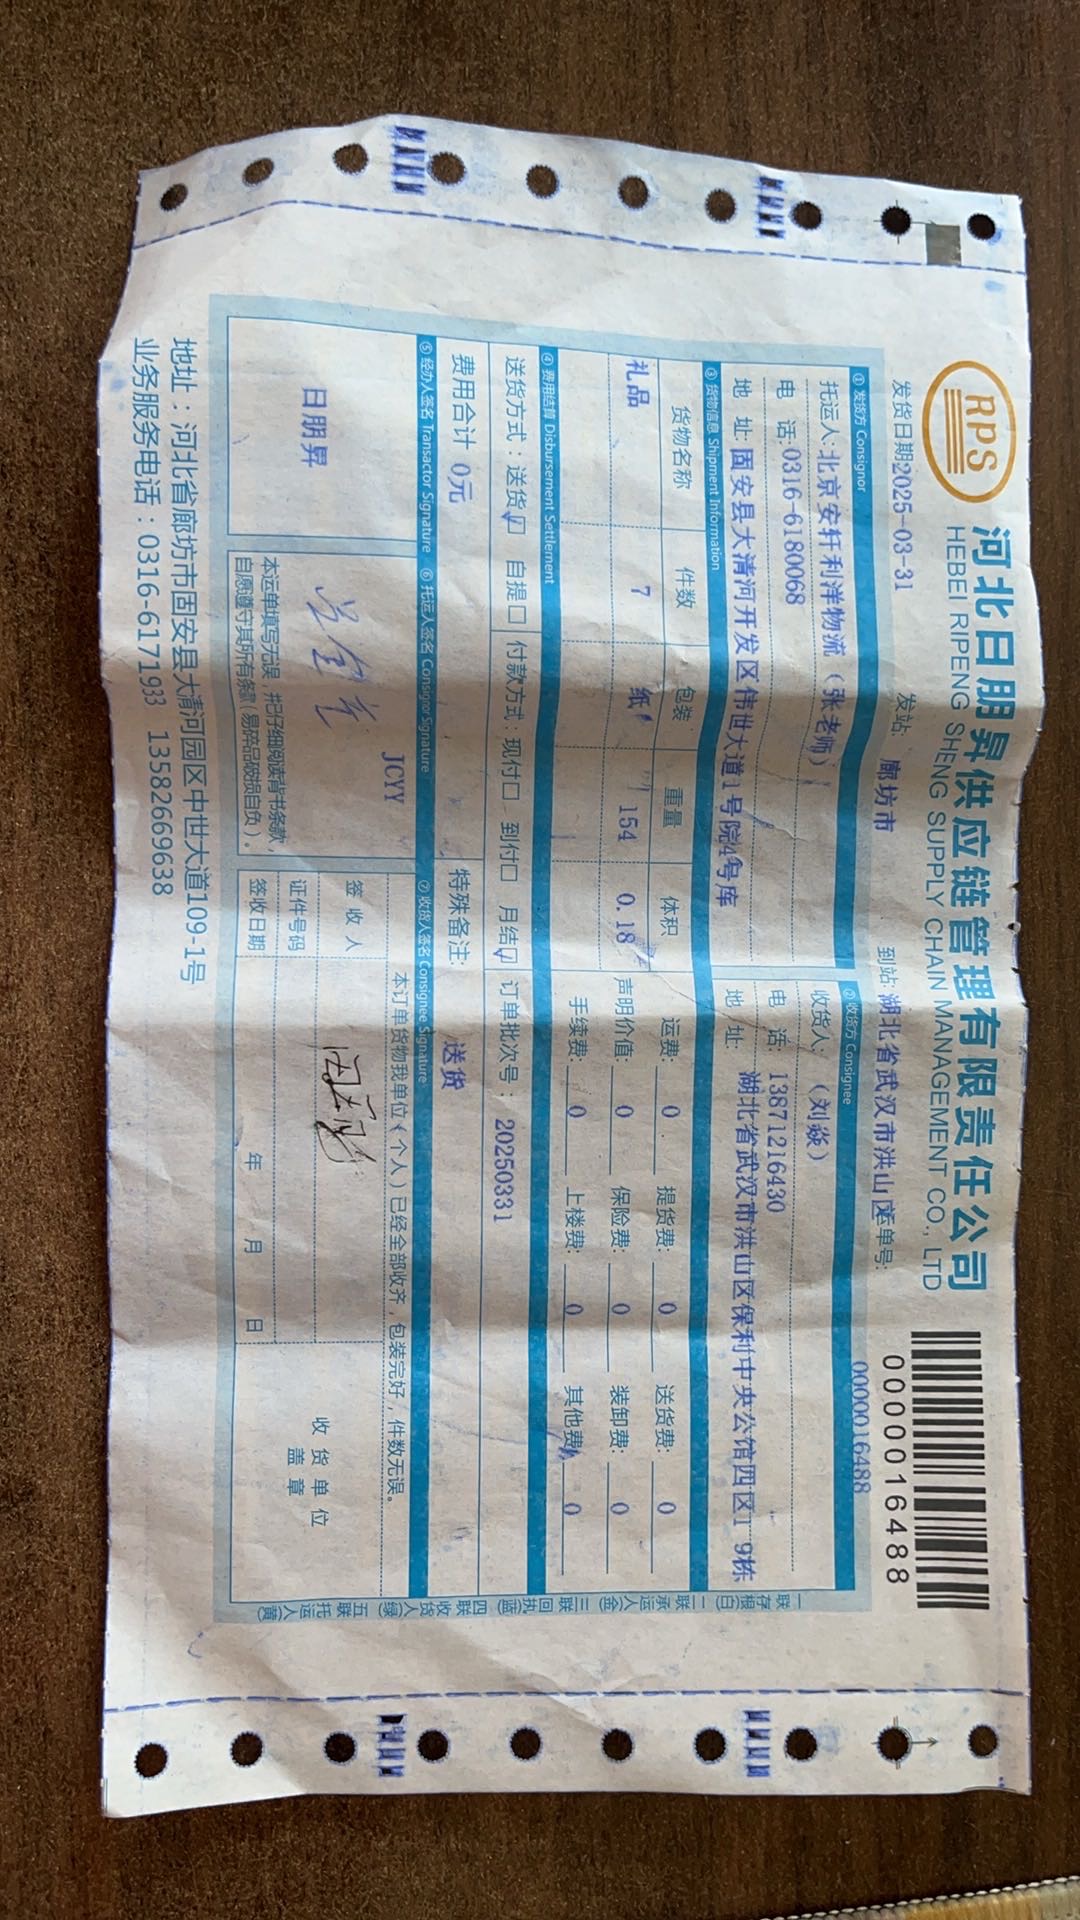 RPS
河北日朋昇供应链管理有限责任公司
HEBEI RIPENG SHENG SUPPLY CHAIN MANAGEMENT CO., LTD
0000016488
发货日期2025-03-31 发站: 廊坊市 到站: 湖北省武汉市洪山区 运单号: 0000016488
① 发货方 Consignor ② 收货方 Consignee
托运人:北京安轩利洋物流 (张老师) 收货人: (刘燚)
电 话:0316-6180068 电 话: 13871216430
地 址:固安县大清河开发区伟世大道1号院4号库 地 址: 湖北省武汉市洪山区保利中央公馆四区19栋
③ 货物信息 Shipment Information
货物名称 件数 包装 重量 体积 运费: 0 提货费: 0 送货费: 0
礼品 7 纸 154 0.18 声明价值: 0 保险费: 0 装卸费: 0
手续费: 0 上楼费: 0 其他费: 0
④ 费用结算 Disbursement Settlement
送货方式:送货☑ 自提□ 付款方式:现付□ 到付□ 月结☑ 订单批次号: 20250331
费用合计 0元 特殊备注: 送货
⑤ 经办人签名 Transactor Signature ⑥ 托运人签名 Consignor Signature ⑦ 收货人签名 Consignee Signature
JCYY
本订单货物我单位(个人)已经全部收齐,包装完好,件数无误。
日朋昇
签 收 人
证件号码
签收日期 年 月 日
收 货 单 位
盖 章
本运单填写无误 并已仔细阅读背书条款,
自愿遵守其所有条款(易碎品破损自负)。
一联存根(白) 二联承运人(金) 三联回执(蓝) 四联收货人(绿) 五联托运人(黄)
地址:河北省廊坊市固安县大清河园区中世大道109-1号
业务服务电话:0316-6171933 13582669638